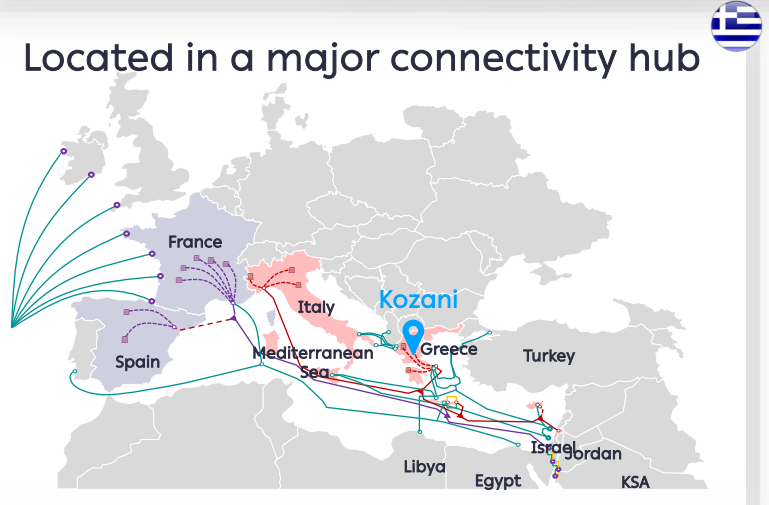 Located in a major connectivity hub
France
Kozani
Italy
Greece
Mediterranean
Sea
Turkey
Spain
Israel
Jordan
Libya
Egypt
KSA